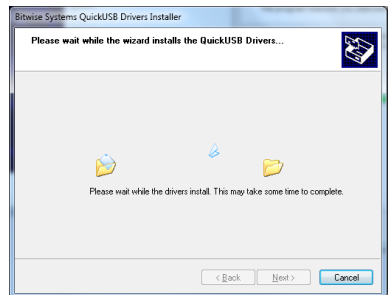 Bitwise Systems QuickUSB Drivers Installer
Please wait while the wizard installs the QuickUSB Drivers...
Please wait while the drivers install. This may take some time to complete.
< Back
Next >
Cancel